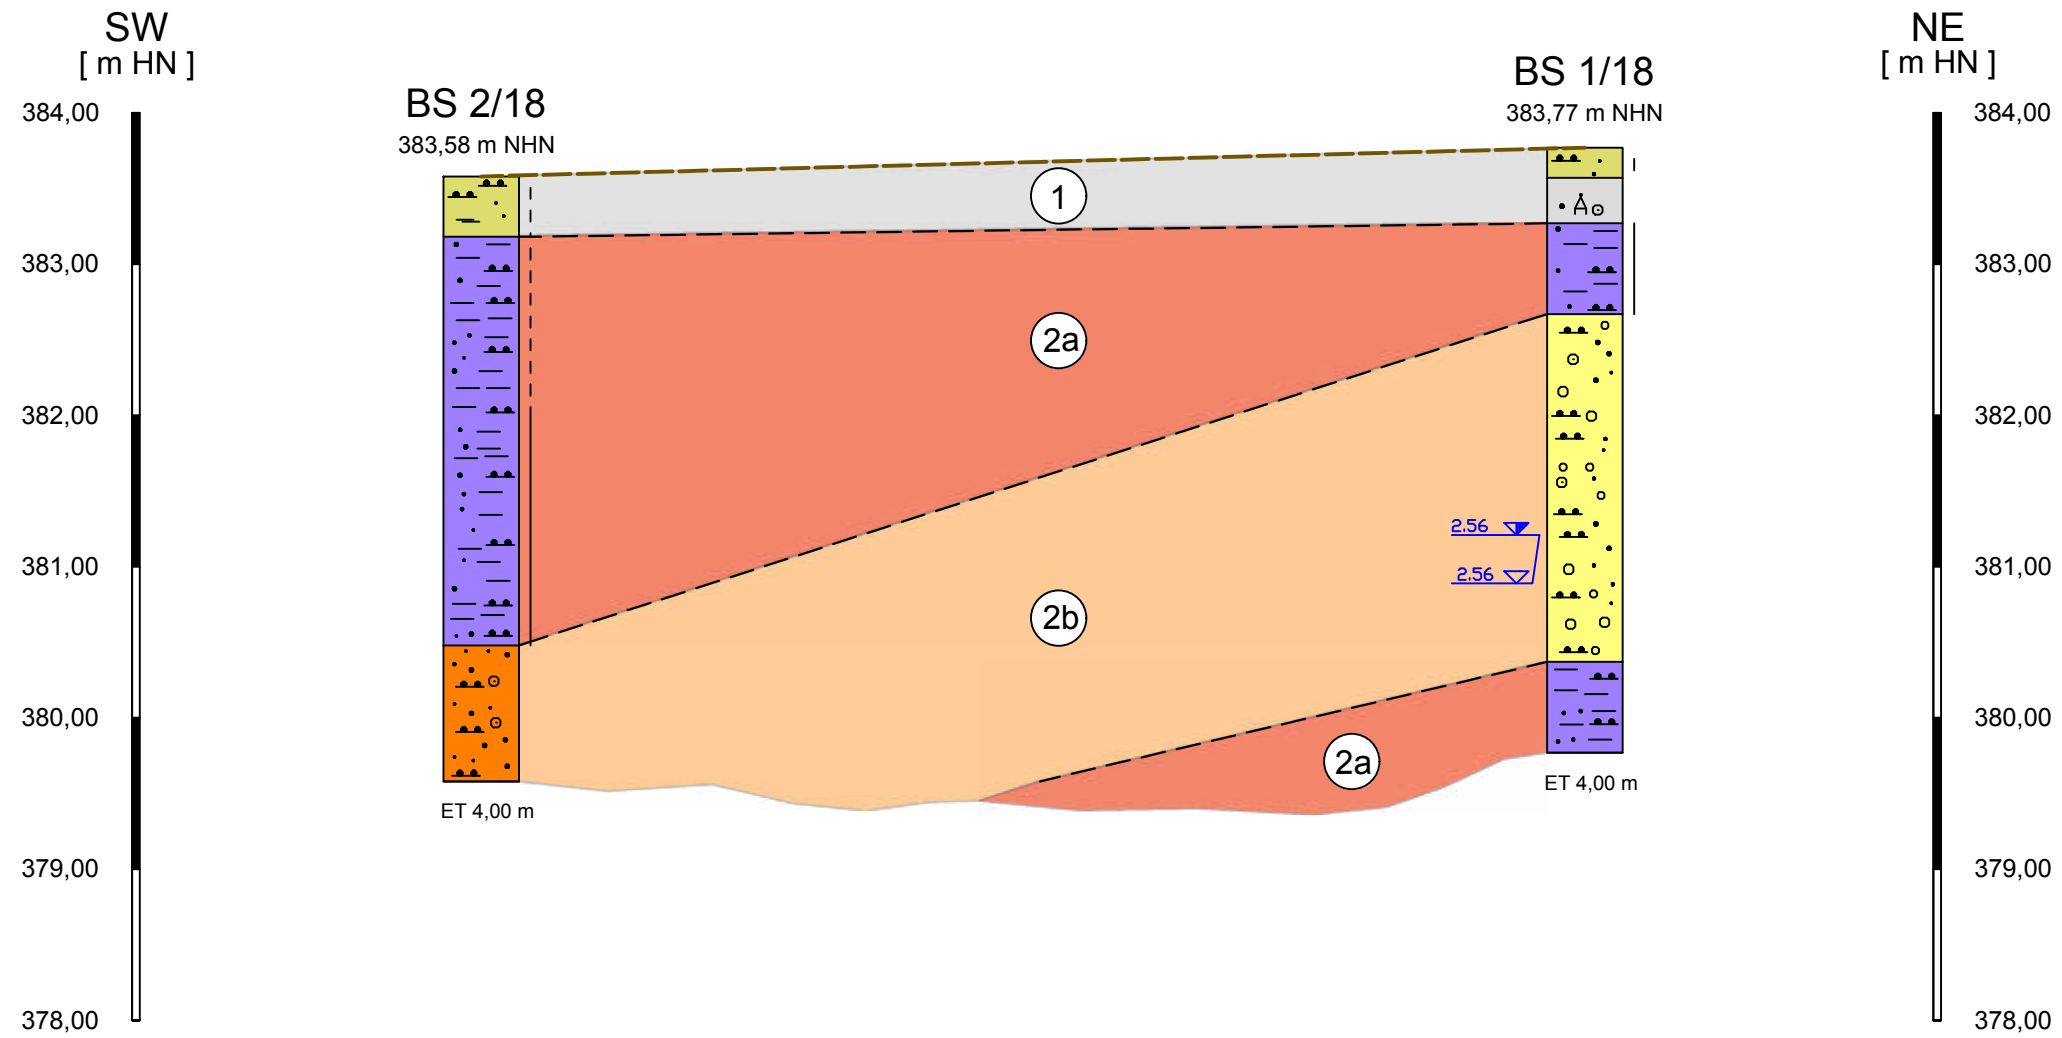 SW
[ m HN ]
NE
[ m HN ]
BS 2/18
383,58 m NHN
BS 1/18
383,77 m NHN
384,00
384,00
383,00
383,00
382,00
382,00
381,00
381,00
380,00
380,00
379,00
379,00
378,00
378,00
1
A
2a
2.56
2.56
2b
2a
ET 4,00 m
ET 4,00 m